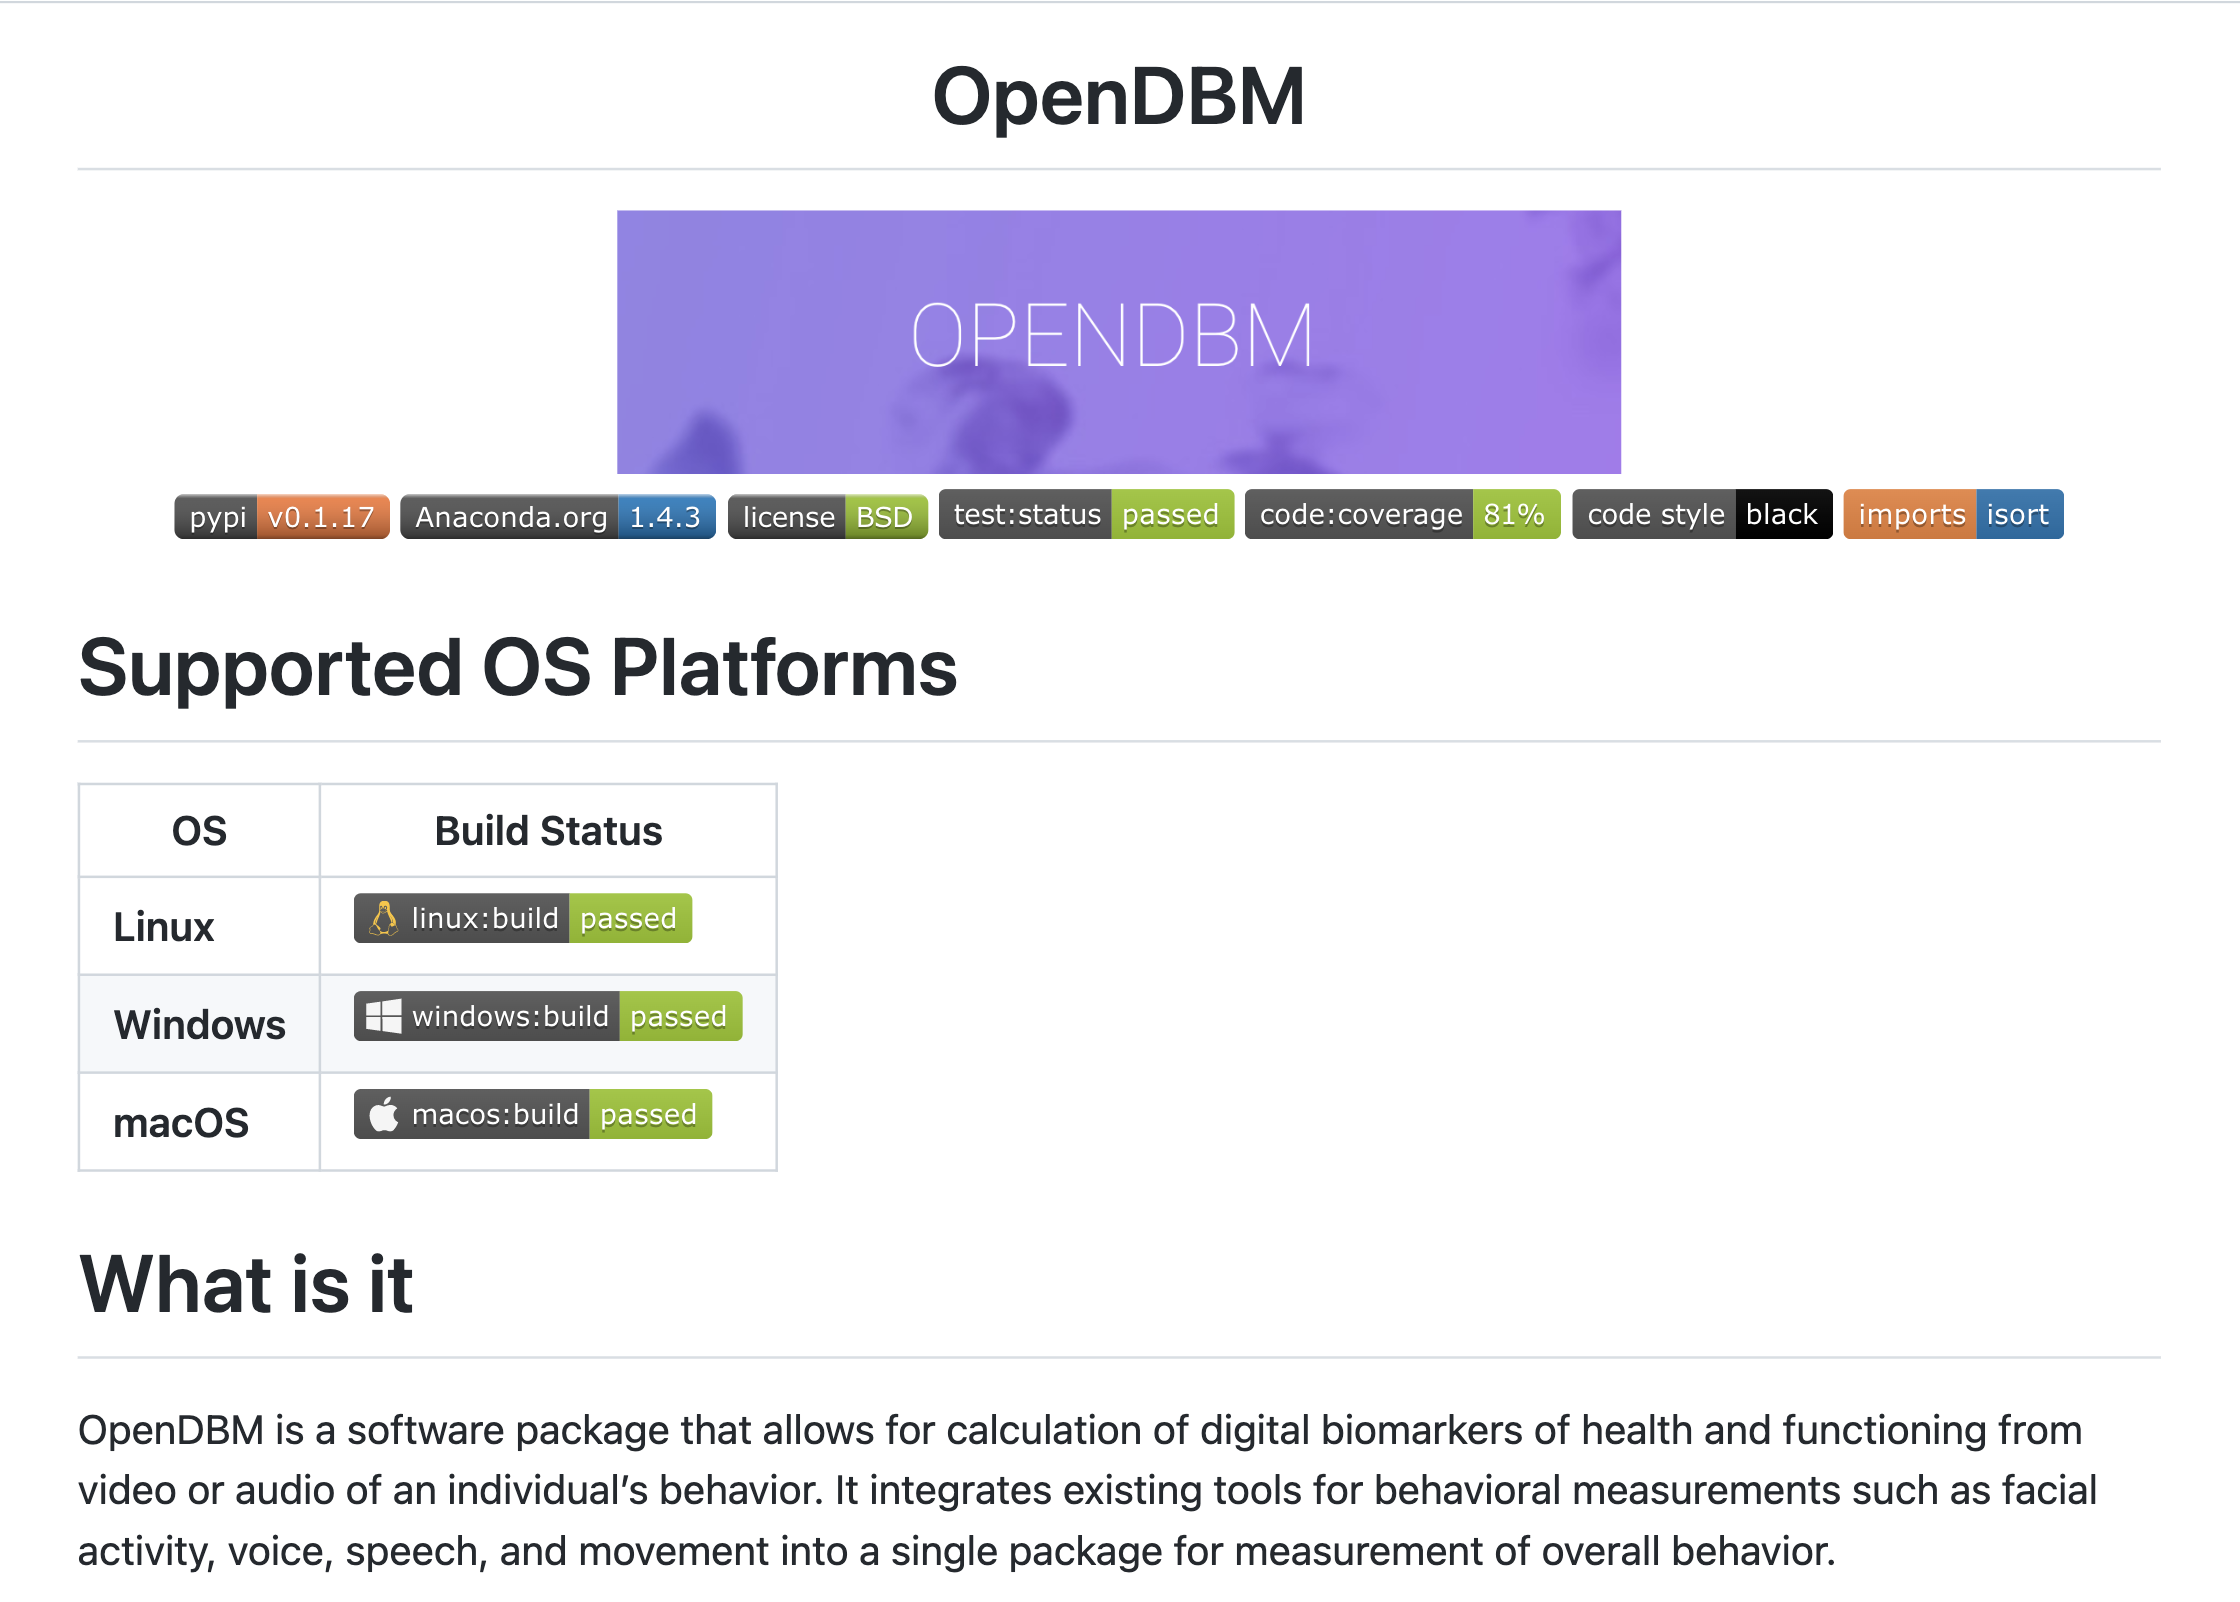 OpenDBM
OPENDBM
pypi v0.1.17 Anaconda.org 1.4.3 license BSD test:status passed code:coverage 81% code style black imports isort
Supported OS Platforms
OS Build Status
Linux linux:build passed
Windows windows:build passed
macOS macos:build passed
What is it
OpenDBM is a software package that allows for calculation of digital biomarkers of health and functioning from
video or audio of an individual’s behavior. It integrates existing tools for behavioral measurements such as facial
activity, voice, speech, and movement into a single package for measurement of overall behavior.